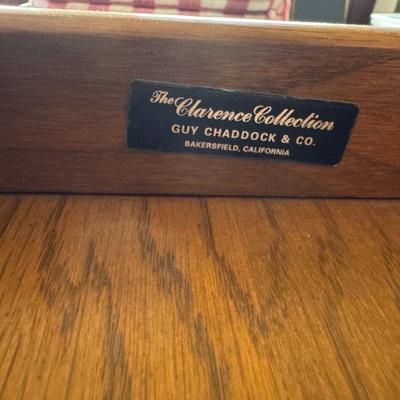 The Clarence Collection
GUY CHADDOCK & CO.
BAKERSFIELD, CALIFORNIA